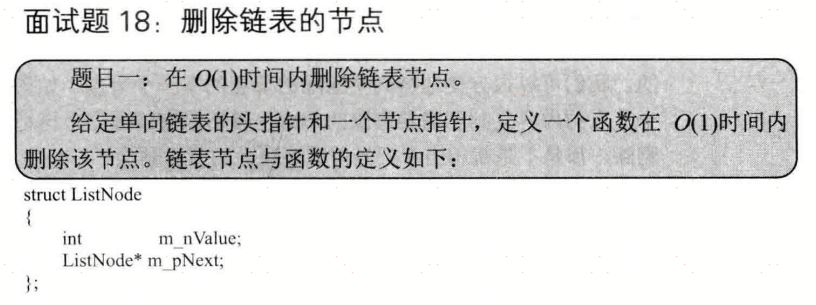 面试题 18：删除链表的节点
题目一：在 O(1)时间内删除链表节点。
给定单向链表的头指针和一个节点指针，定义一个函数在 O(1)时间内
删除该节点。链表节点与函数的定义如下：
struct ListNode
{
int m_nValue;
ListNode* m_pNext;
};